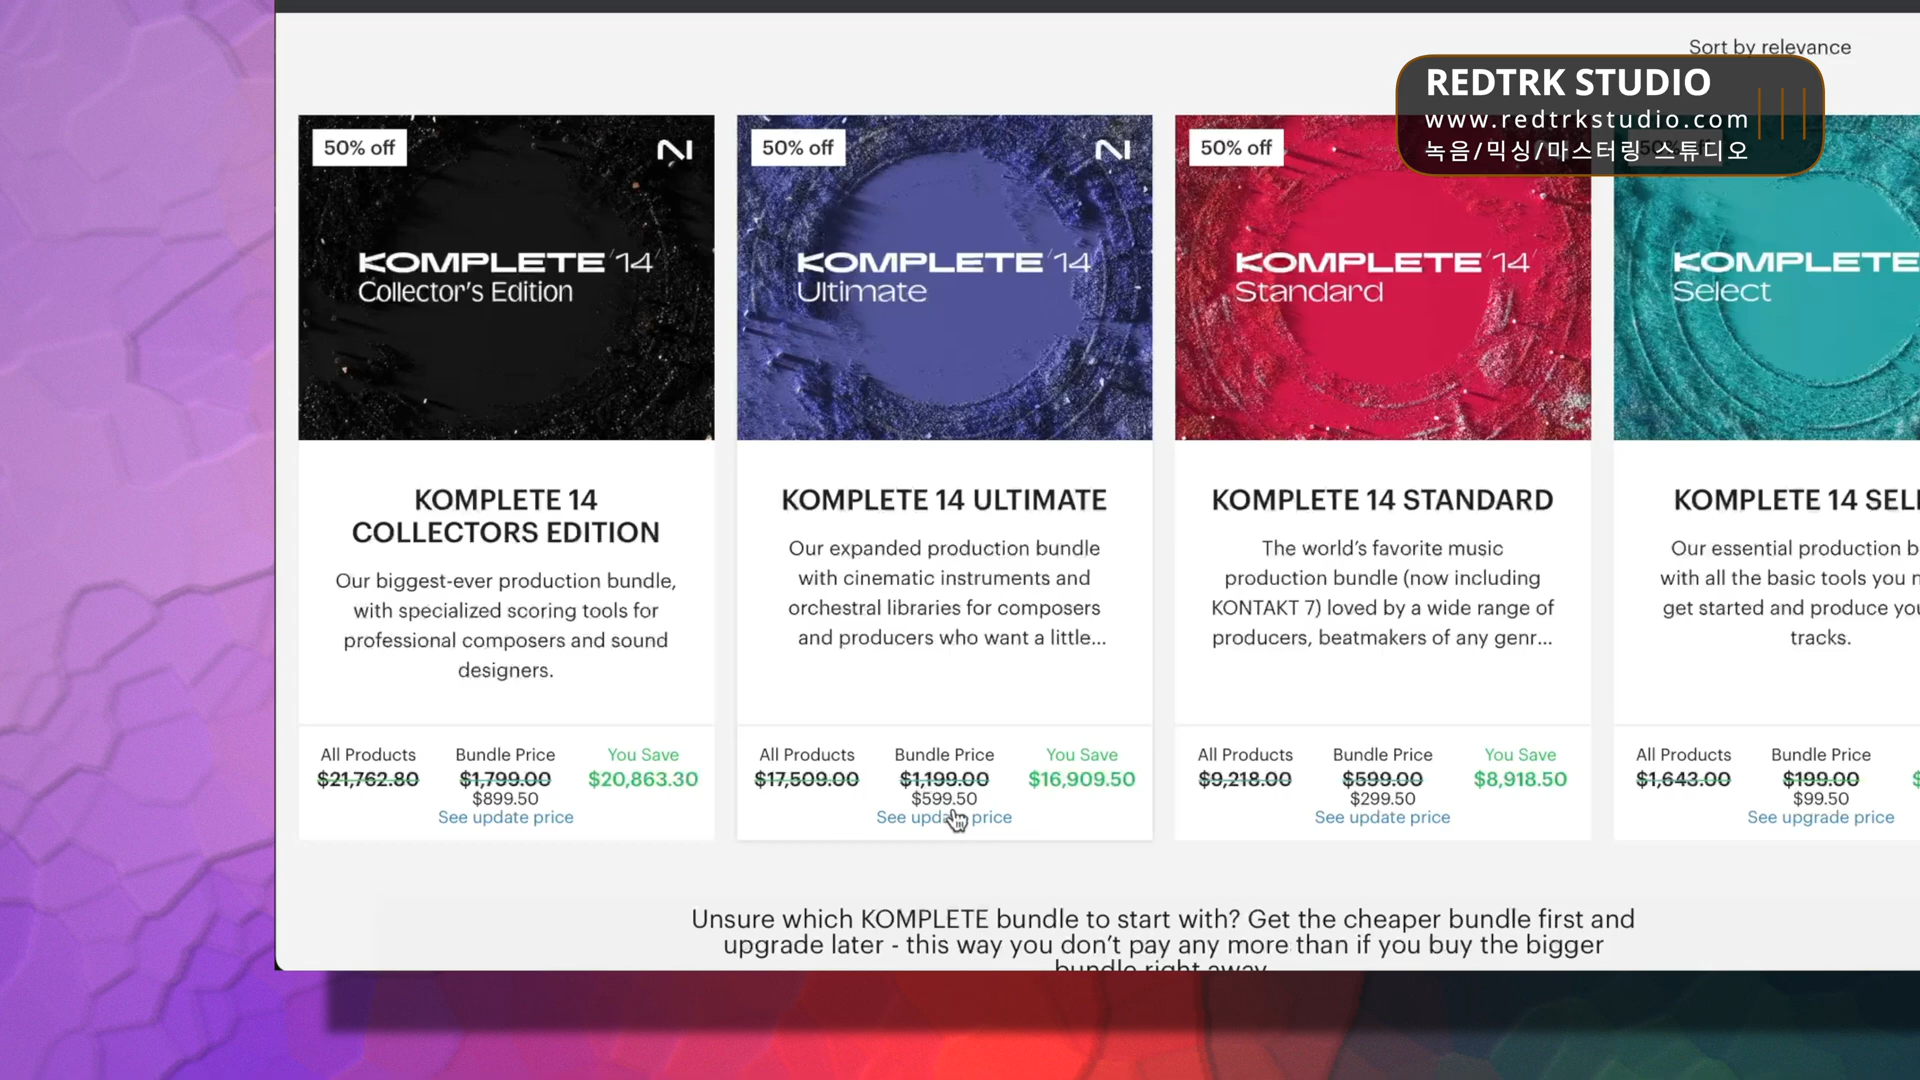 Sort by relevance
REDTRK STUDIO
www.redtrkstudio.com
녹음/믹싱/마스터링 스튜디오
50% off
KOMPLETE '14
Collector's Edition
50% off
KOMPLETE '14
Ultimate
50% off
KOMPLETE '14
Standard
KOMPLETE
Select
KOMPLETE 14
COLLECTORS EDITION
Our biggest-ever production bundle,
with specialized scoring tools for
professional composers and sound
designers.
All Products
Bundle Price
You Save
$21,762.80
$1,799.00
$20,863.30
$899.50
See update price
KOMPLETE 14 ULTIMATE
Our expanded production bundle
with cinematic instruments and
orchestral libraries for composers
and producers who want a little...
All Products
Bundle Price
You Save
$17,509.00
$1,199.00
$16,909.50
$599.50
See update price
KOMPLETE 14 STANDARD
The world's favorite music
production bundle (now including
KONTAKT 7) loved by a wide range of
producers, beatmakers of any genr...
All Products
Bundle Price
You Save
$9,218.00
$599.00
$8,918.50
$299.50
See update price
KOMPLETE 14
Our essential production
with all the basic tools you
get started and produce
tracks.
All Products
Bundle Price
$1,643.00
$199.00
$99.50
See upgrade price
Unsure which KOMPLETE bundle to start with? Get the cheaper bundle first and
upgrade later - this way you don't pay any more than if you buy the bigger
bundle right away.